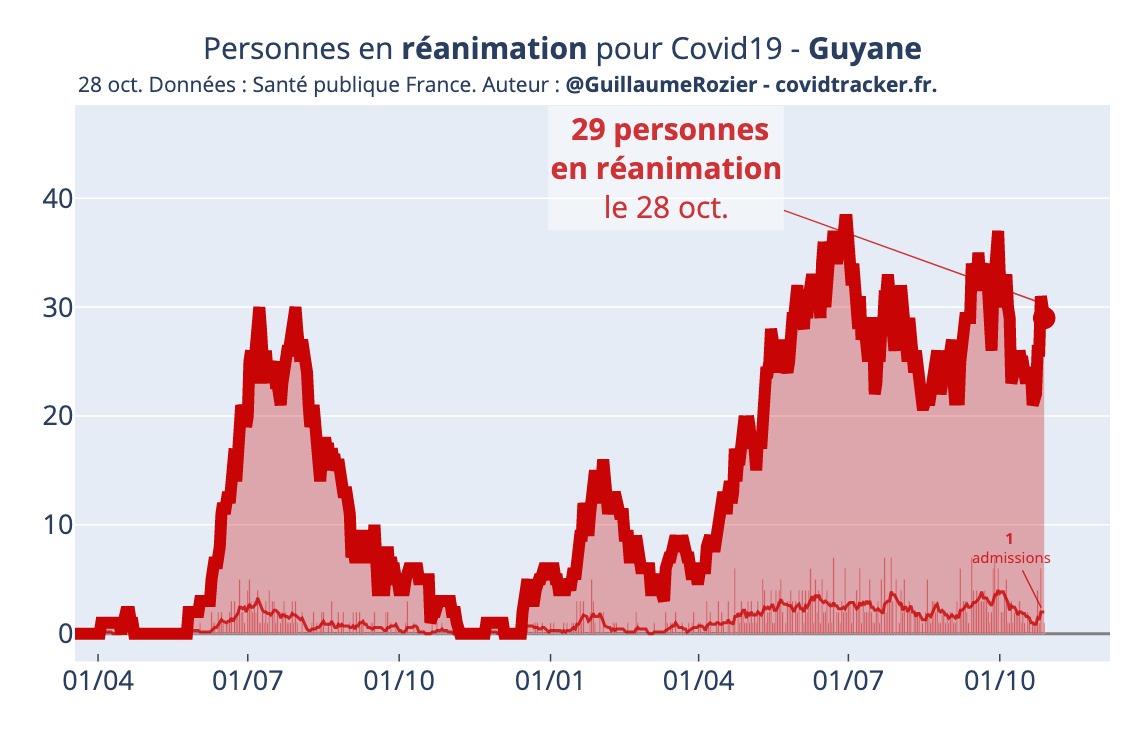 Personnes en réanimation pour Covid19 - Guyane
28 oct. Données : Santé publique France. Auteur : @GuillaumeRozier - covidtracker.fr.
29 personnes
en réanimation
le 28 oct.
40
30
20
10
0
1
admissions
01/04
01/07
01/10
01/01
01/04
01/07
01/10